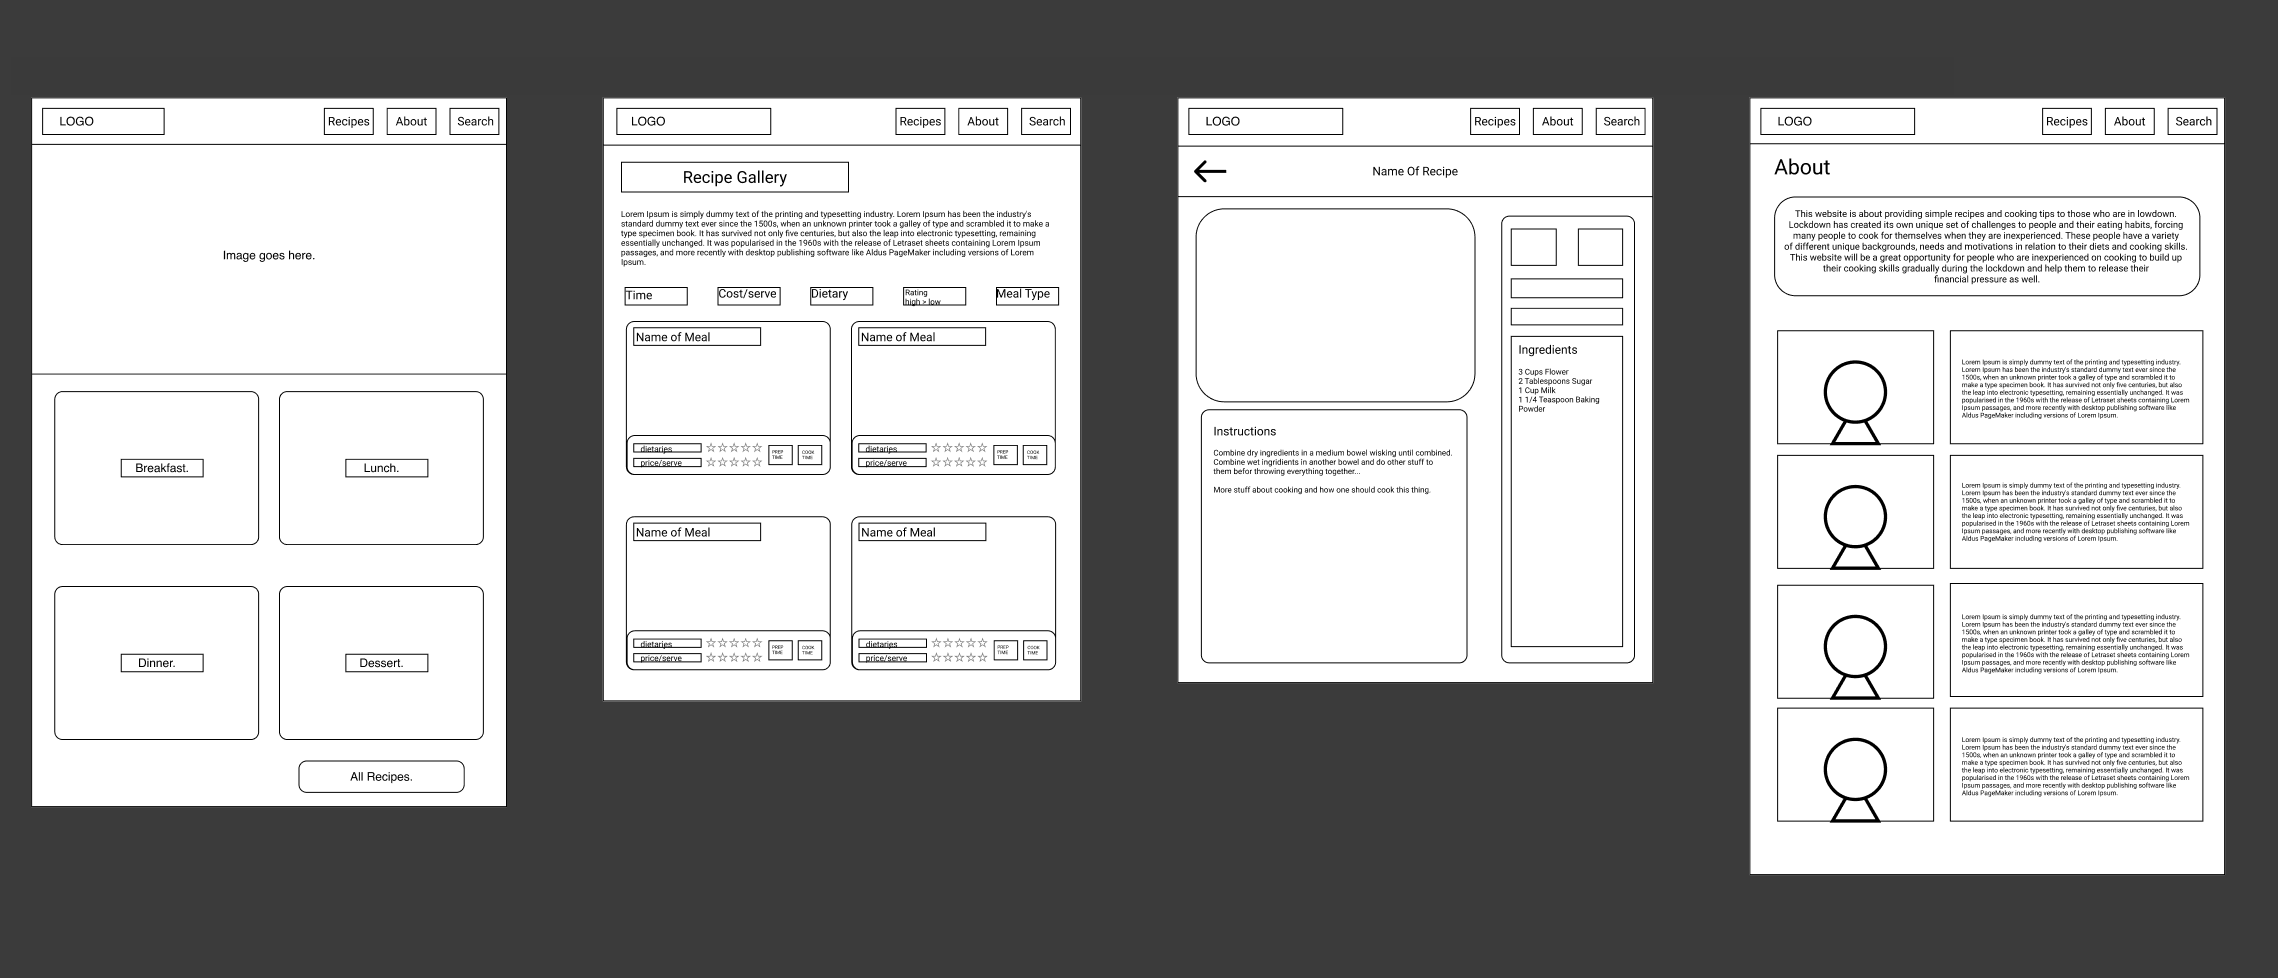 LOGO
Recipes
About
Search
Image goes here.
Breakfast.
Lunch.
Dinner.
Dessert.
All Recipes.
LOGO
Recipes
About
Search
Recipe Gallery
Lorem Ipsum is simply dummy text of the printing and typesetting industry. Lorem Ipsum has been the industry's
standard dummy text ever since the 1500s, when an unknown printer took a galley of type and scrambled it to make a
type specimen book. It has survived not only five centuries, but also the leap into electronic typesetting, remaining
essentially unchanged. It was popularised in the 1960s with the release of Letraset sheets containing Lorem Ipsum
passages, and more recently with desktop publishing software like Aldus PageMaker including versions of Lorem
Ipsum.
Time
Cost/serve
Dietary
Rating
high > low
Meal Type
Name of Meal
dietaries
price/serve
PREP
TIME
COOK
TIME
Name of Meal
dietaries
price/serve
PREP
TIME
COOK
TIME
Name of Meal
dietaries
price/serve
PREP
TIME
COOK
TIME
Name of Meal
dietaries
price/serve
PREP
TIME
COOK
TIME
LOGO
Recipes
About
Search
Name Of Recipe
Instructions
Combine dry ingredients in a medium bowel wisking until combined.
Combine wet ingridients in another bowel and do other stuff to
them befor throwing everything together...
More stuff about cooking and how one should cook this thing.
Ingredients
3 Cups Flower
2 Tablespoons Sugar
1 Cup Milk
1 1/4 Teaspoon Baking
Powder
LOGO
Recipes
About
Search
About
This website is about providing simple recipes and cooking tips to those who are in lowdown.
Lockdown has created its own unique set of challenges to people and their eating habits, forcing
many people to cook for themselves when they are inexperienced. These people have a variety
of different unique backgrounds, needs and motivations in relation to their diets and cooking skills.
This website will be a great opportunity for people who are inexperienced on cooking to build up
their cooking skills gradually during the lockdown and help them to release their
financial pressure as well.
Lorem Ipsum is simply dummy text of the printing and typesetting industry.
Lorem Ipsum has been the industry's standard dummy text ever since the
1500s, when an unknown printer took a galley of type and scrambled it to
make a type specimen book. It has survived not only five centuries, but also
the leap into electronic typesetting, remaining essentially unchanged. It was
popularised in the 1960s with the release of Letraset sheets containing Lorem
Ipsum passages, and more recently with desktop publishing software like
Aldus PageMaker including versions of Lorem Ipsum.
Lorem Ipsum is simply dummy text of the printing and typesetting industry.
Lorem Ipsum has been the industry's standard dummy text ever since the
1500s, when an unknown printer took a galley of type and scrambled it to
make a type specimen book. It has survived not only five centuries, but also
the leap into electronic typesetting, remaining essentially unchanged. It was
popularised in the 1960s with the release of Letraset sheets containing Lorem
Ipsum passages, and more recently with desktop publishing software like
Aldus PageMaker including versions of Lorem Ipsum.
Lorem Ipsum is simply dummy text of the printing and typesetting industry.
Lorem Ipsum has been the industry's standard dummy text ever since the
1500s, when an unknown printer took a galley of type and scrambled it to
make a type specimen book. It has survived not only five centuries, but also
the leap into electronic typesetting, remaining essentially unchanged. It was
popularised in the 1960s with the release of Letraset sheets containing Lorem
Ipsum passages, and more recently with desktop publishing software like
Aldus PageMaker including versions of Lorem Ipsum.
Lorem Ipsum is simply dummy text of the printing and typesetting industry.
Lorem Ipsum has been the industry's standard dummy text ever since the
1500s, when an unknown printer took a galley of type and scrambled it to
make a type specimen book. It has survived not only five centuries, but also
the leap into electronic typesetting, remaining essentially unchanged. It was
popularised in the 1960s with the release of Letraset sheets containing Lorem
Ipsum passages, and more recently with desktop publishing software like
Aldus PageMaker including versions of Lorem Ipsum.